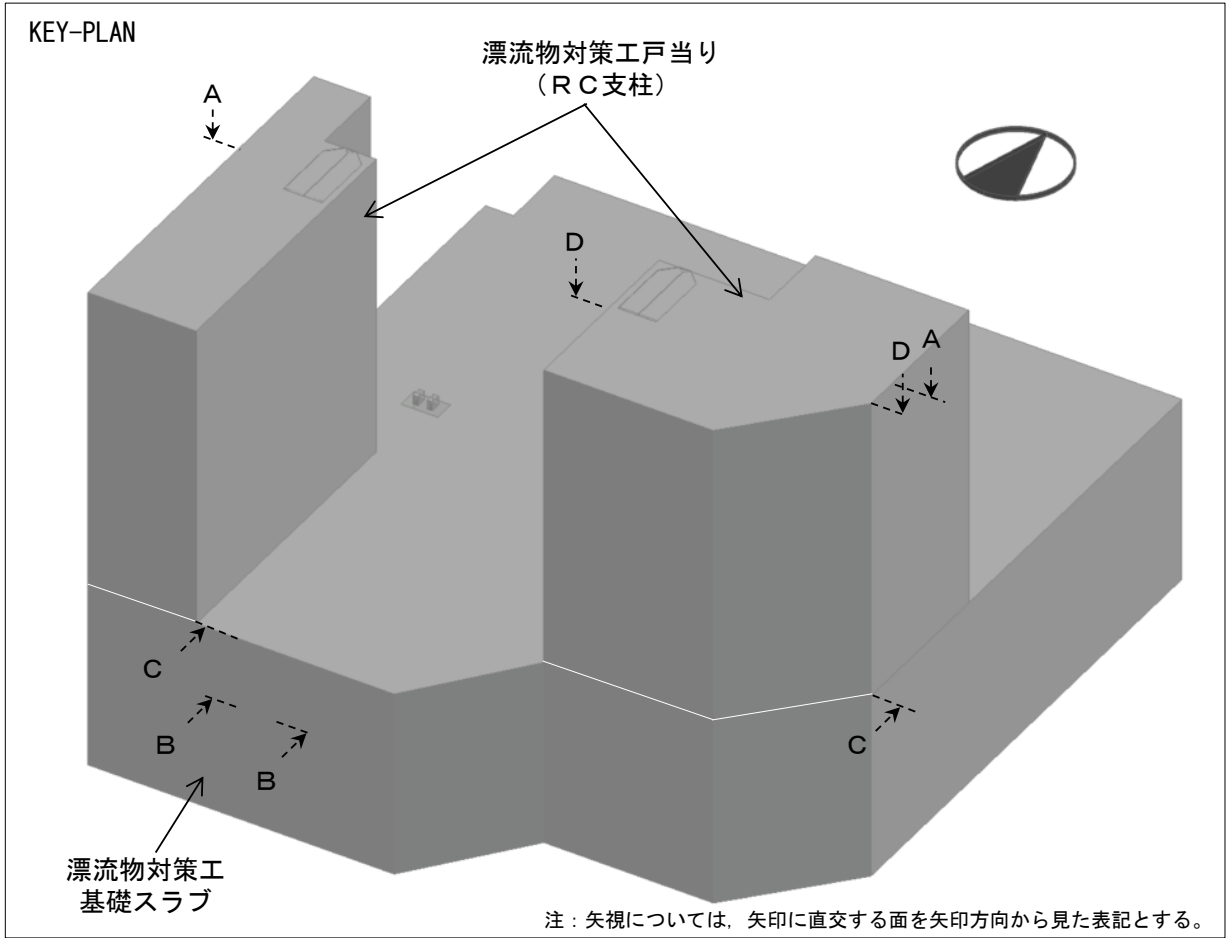 KEY-PLAN
漂流物対策工戸当り
(RC支柱)
A
D
D
A
C
B
B
C
漂流物対策工
基礎スラブ
注：矢視については，矢印に直交する面を矢印方向から見た表記とする。